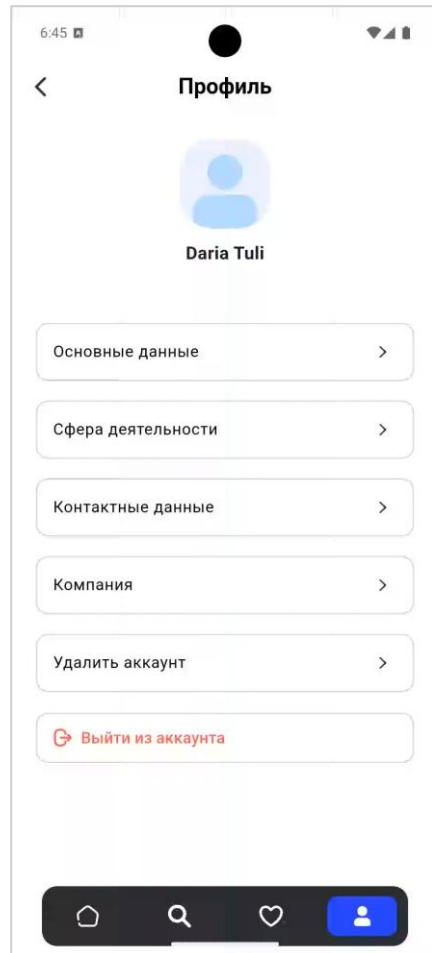 6:45
Профиль
Daria Tuli
Основные данные
Сфера деятельности
Контактные данные
Компания
Удалить аккаунт
Выйти из аккаунта